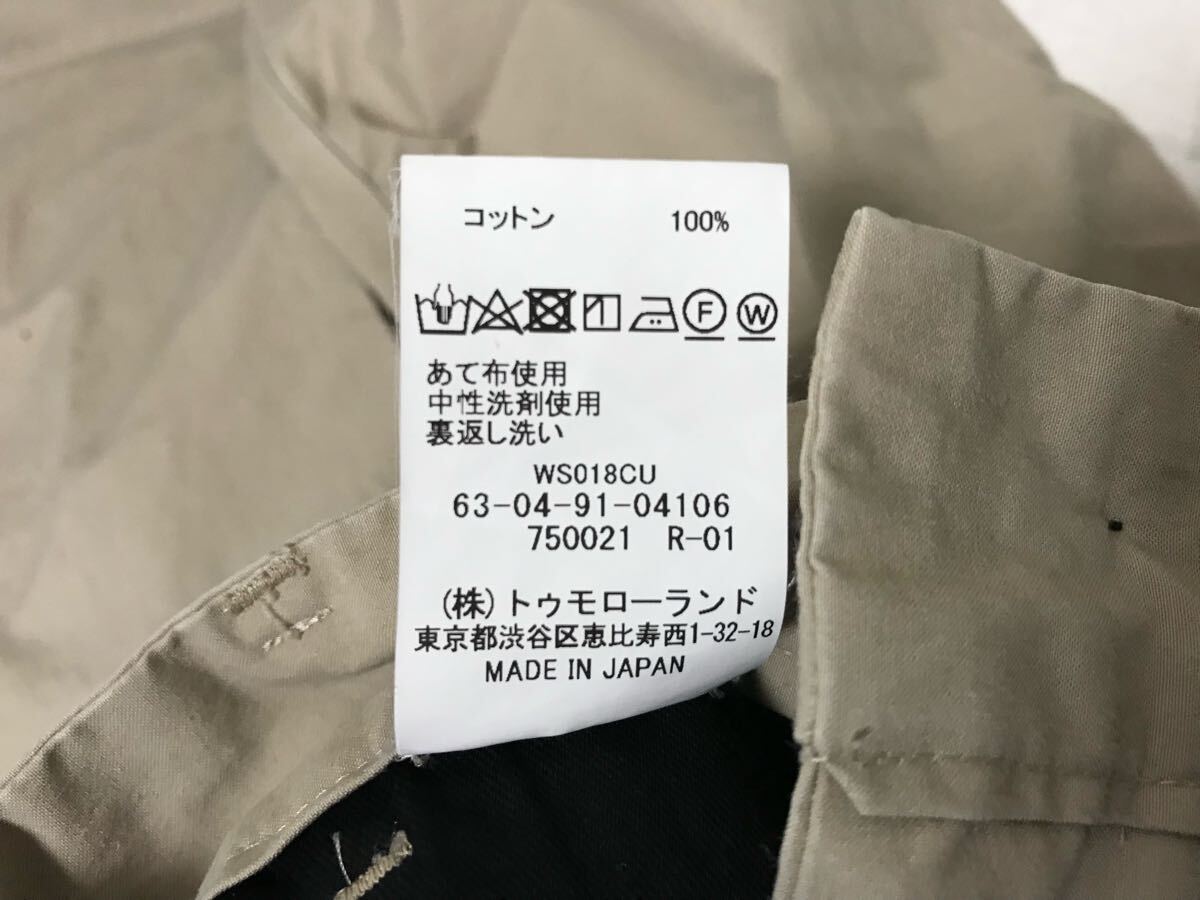 コットン 100%
F W
あて布使用
中性洗剤使用
裏返し洗い
WS018CU
63-04-91-04106
750021 R-01
(株)トゥモローランド
東京都渋谷区恵比寿西1-32-18
MADE IN JAPAN